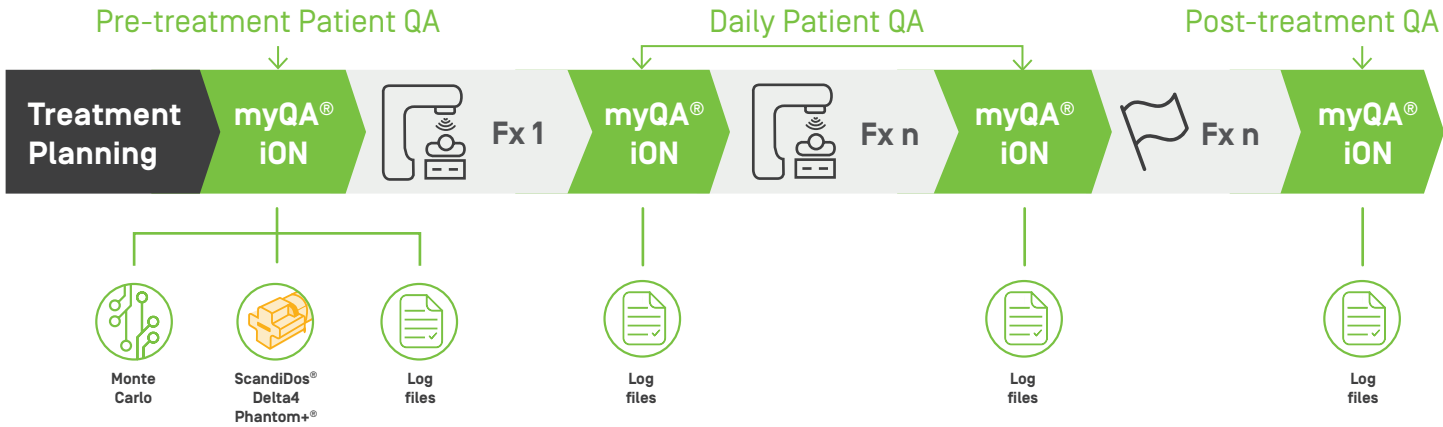 Pre-treatment Patient QA
Daily Patient QA
Post-treatment QA
Treatment
Planning
myQA®
iON
Fx 1
myQA®
iON
Fx n
myQA®
iON
Fx n
myQA®
iON
Monte
Carlo
ScandiDos®
Delta4
Phantom+®
Log
files
Log
files
Log
files
Log
files